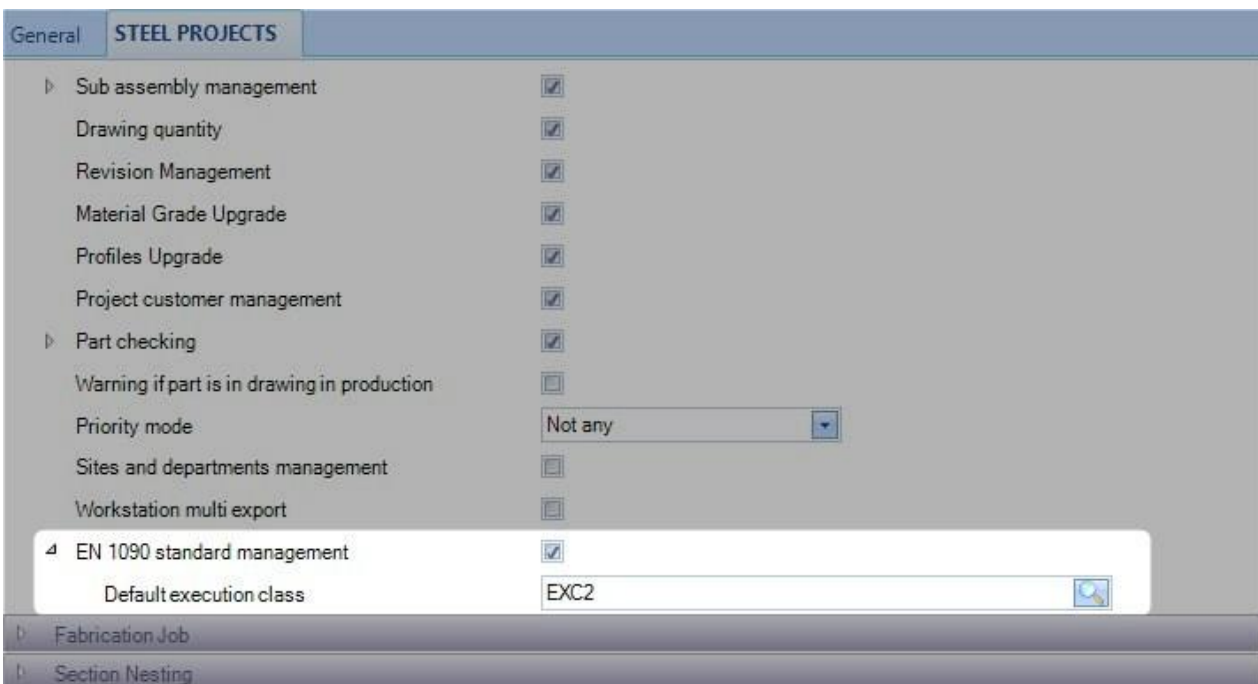 General STEEL PROJECTS
Sub assembly management
Drawing quantity
Revision Management
Material Grade Upgrade
Profiles Upgrade
Project customer management
Part checking
Warning if part is in drawing in production
Priority mode Not any
Sites and departments management
Workstation multi export
EN 1090 standard management
Default execution class EXC2
Fabrication Job
Section Nesting